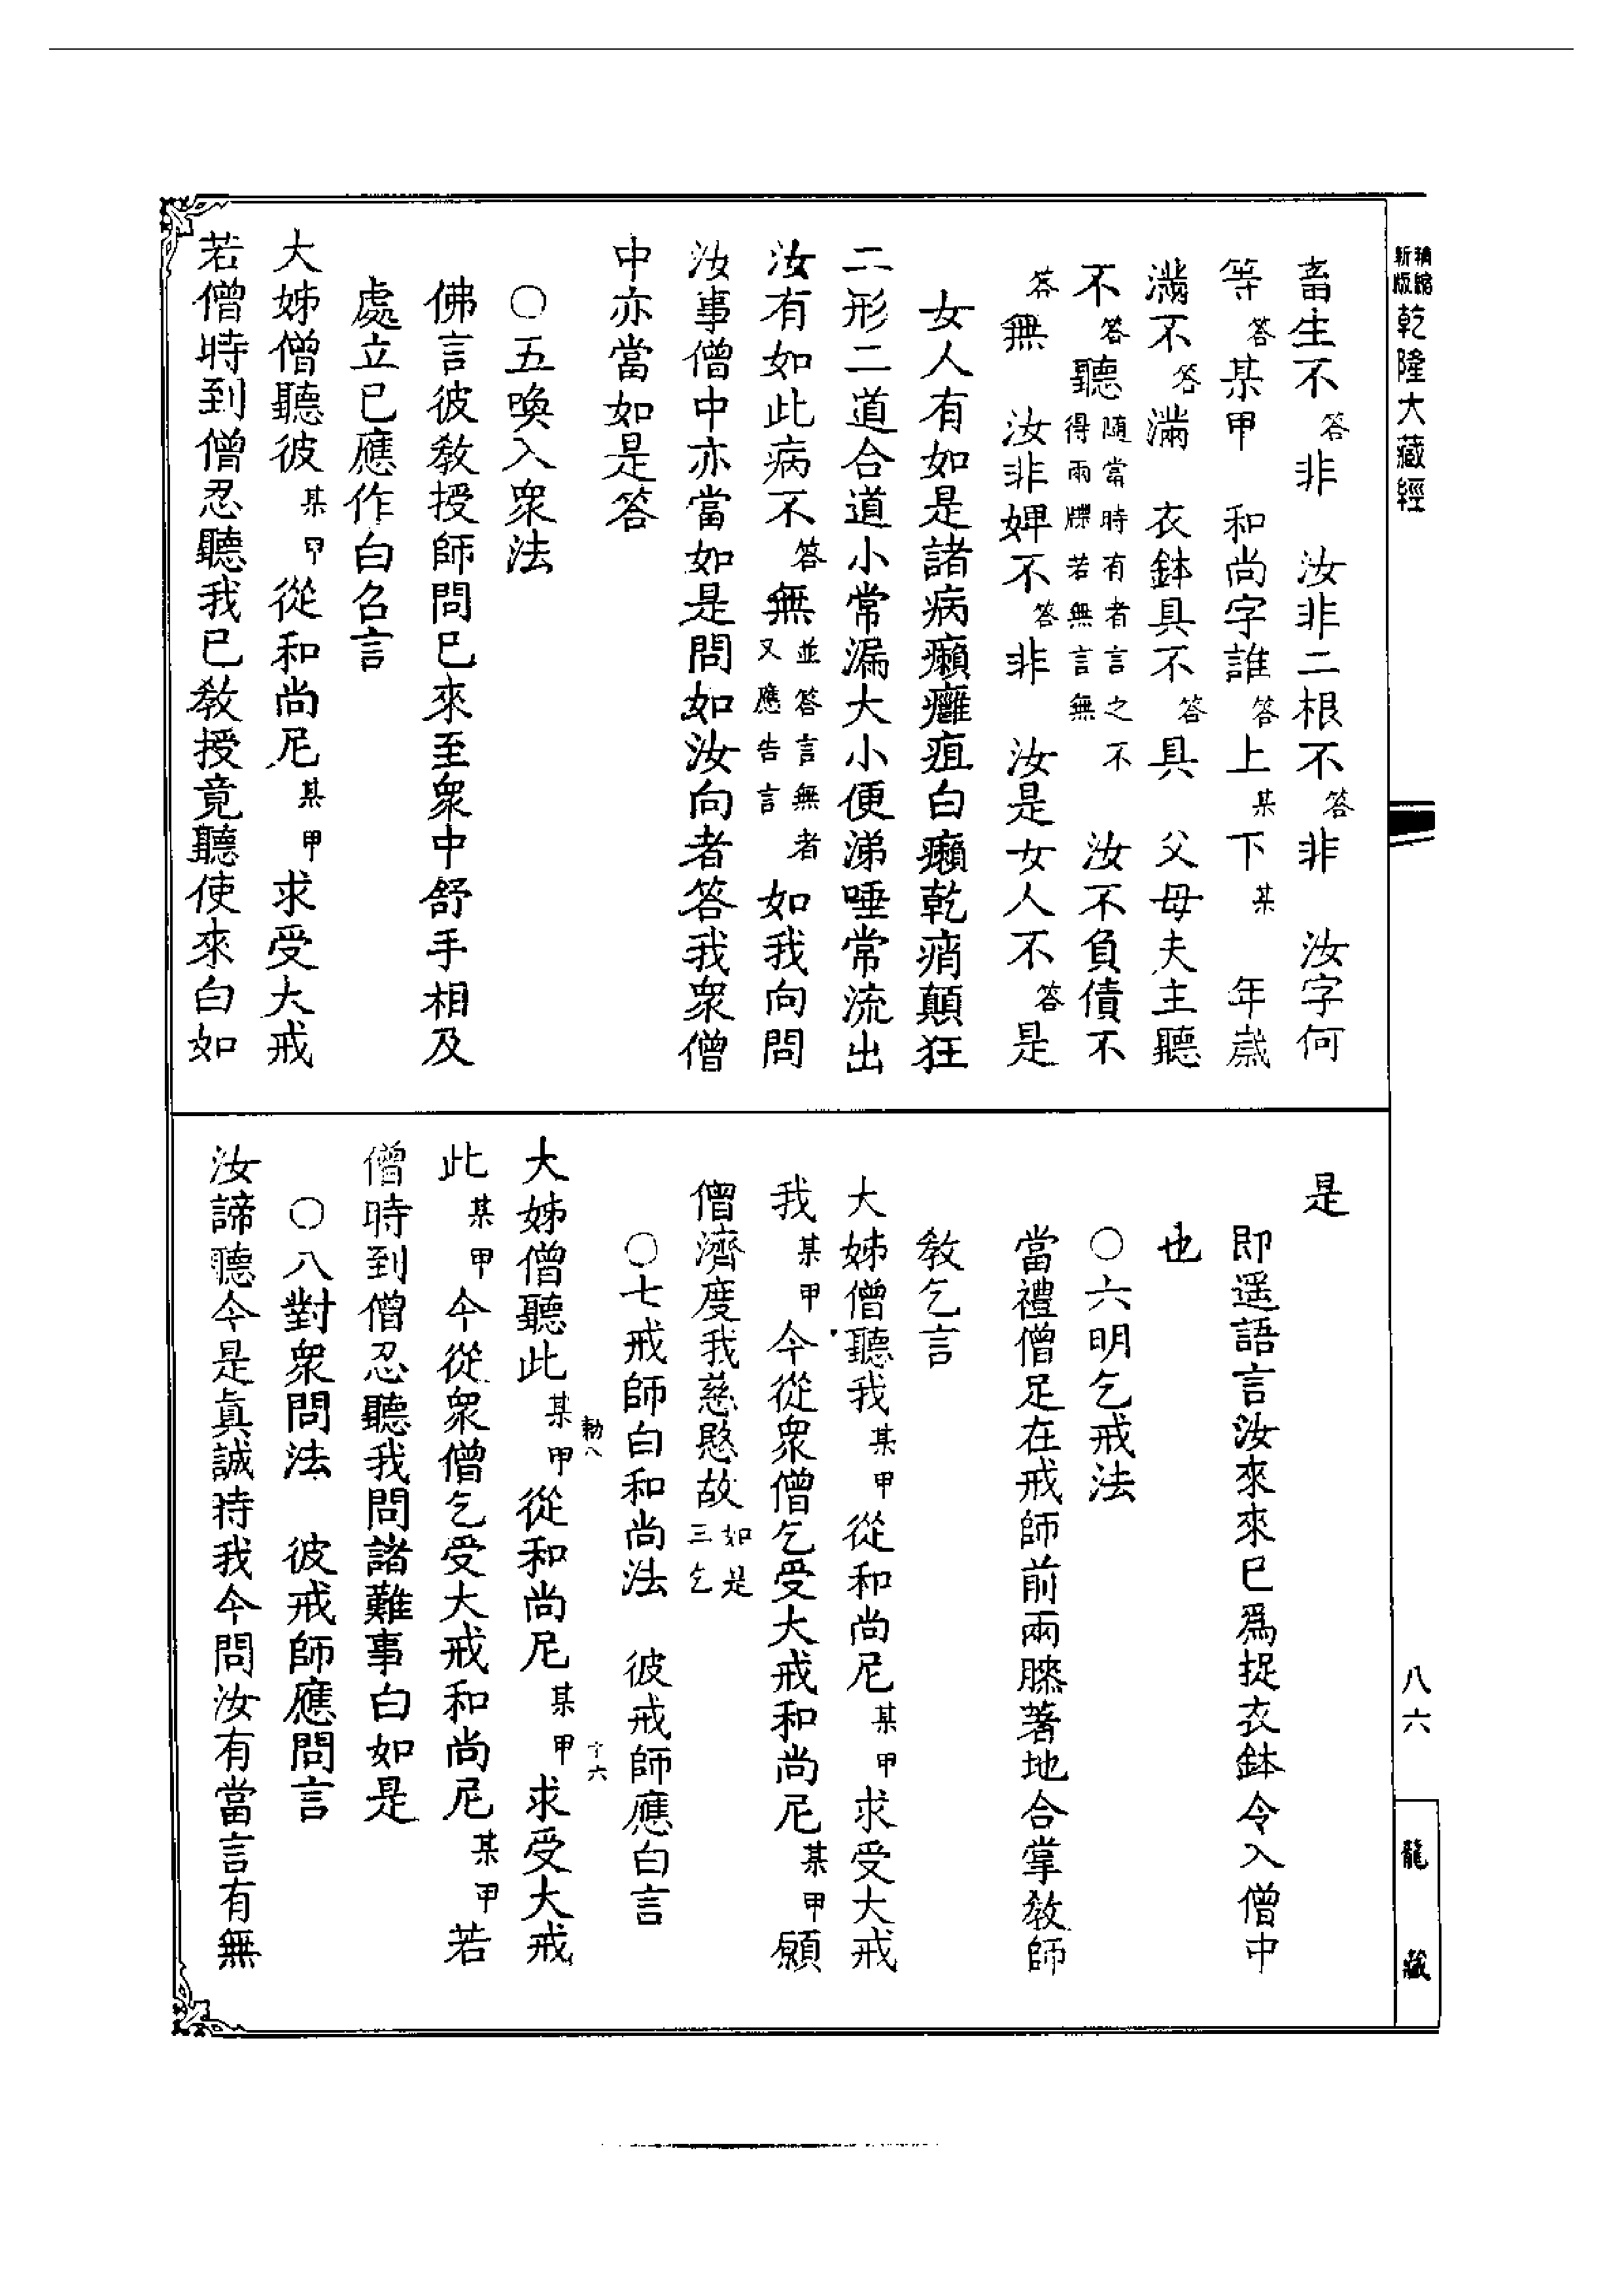 精縮新版乾隆大藏經
畜生不答非　汝非二根不答非　汝字何
等答某甲　和尚字誰答上某下某　年歲
滿不答滿　衣鉢具不答具　父母夫主聽
不答聽隨當時有者言之不得兩牒若無言無　汝不負債不
答無　汝非婢不答非　汝是女人不答是
女人有如是諸病癩癰疽白癩乾痟顛狂
二形二道合道小常漏大小便涕唾常流出
汝有如此病不答無並答言無者又應告言如我向問
汝事僧中亦當如是問如汝向者答我衆僧
中亦當如是答
○五喚入衆法
佛言彼教授師問已來至衆中舒手相及
處立已應作白召言
大姊僧聽彼某甲從和尚尼某甲求受大戒
若僧時到僧忍聽我已教授竟聽使來白如
是
即遥語言汝來來已爲捉衣鉢令入僧中
也
○六明乞戒法
當禮僧足在戒師前兩膝著地合掌教師
教乞言
大姊僧聽我某甲從和尚尼某甲求受大戒
我某甲今從衆僧乞受大戒和尚尼某甲願
僧濟度我慈愍故如是三乞
○七戒師白和尚法　彼戒師應白言
勅八　十六
大姊僧聽此某甲從和尚尼某甲求受大戒
此某甲今從衆僧乞受大戒和尚尼某甲若
僧時到僧忍聽我問諸難事白如是
○八對衆問法　彼戒師應問言
汝諦聽今是眞誠時我今問汝有當言有無
八六
龍藏